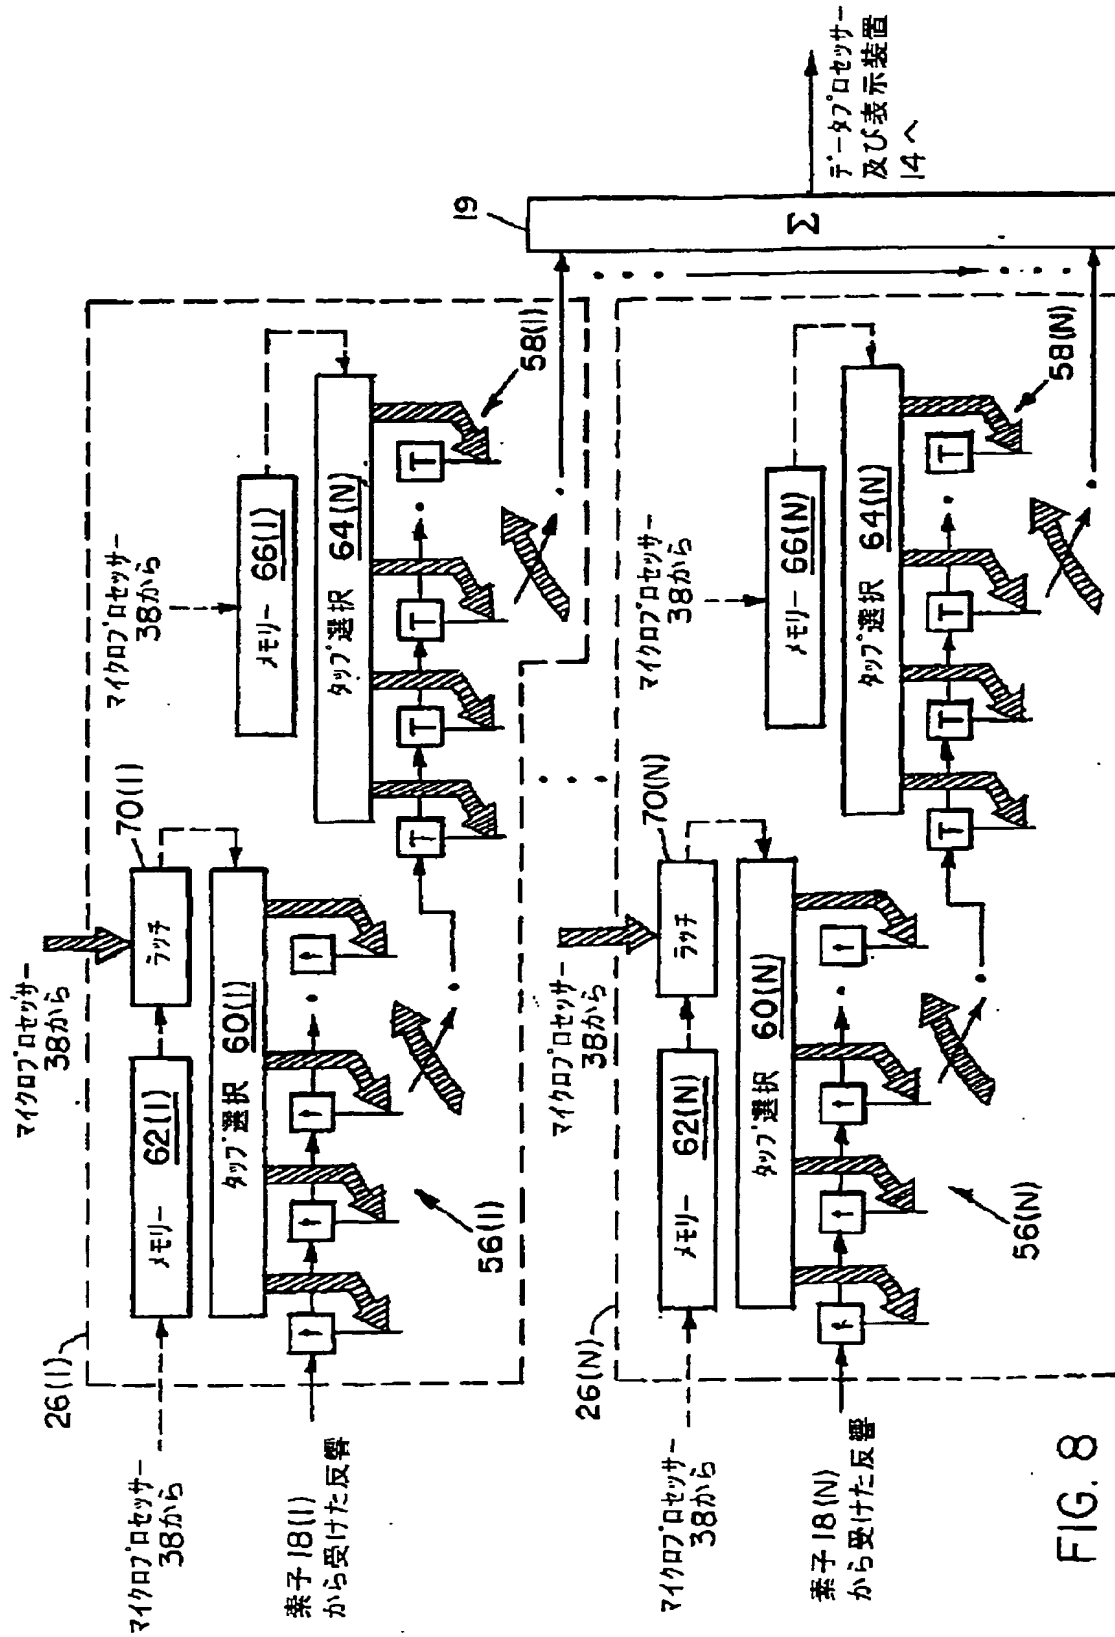 マイクロプロセッサー
38から
26(1)
メモリー 62(1)
マイクロプロセッサー
38から
ラッチ
70(1)
タップ選択 60(1)
素子18(1)
から受けた反響
t
t
t
t
56(1)
マイクロプロセッサー
38から
メモリー 66(1)
タップ選択 64(N)
T
T
T
T
58(1)
マイクロプロセッサー
38から
26(N)
メモリー 62(N)
マイクロプロセッサー
38から
ラッチ
70(N)
タップ選択 60(N)
素子18(N)
から受けた反響
t
t
t
t
56(N)
マイクロプロセッサー
38から
メモリー 66(N)
タップ選択 64(N)
T
T
T
T
58(N)
19
Σ
データプロセッサー
及び表示装置
14へ
FIG. 8